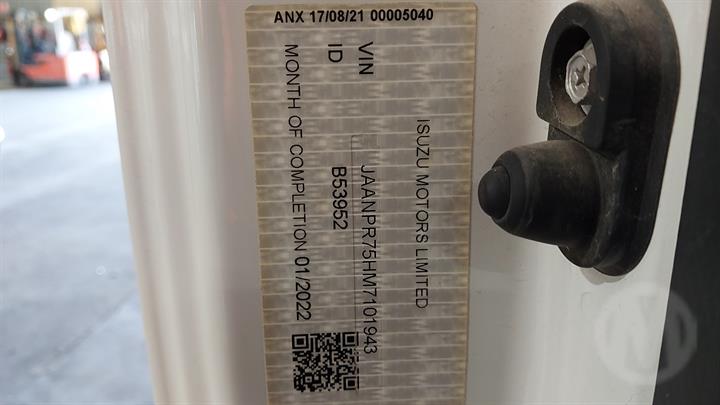 ANX 17/08/21 00005040
ISUZU MOTORS LIMITED
VIN JAANPR75HM7101943
ID B53952
MONTH OF COMPLETION 01/2022